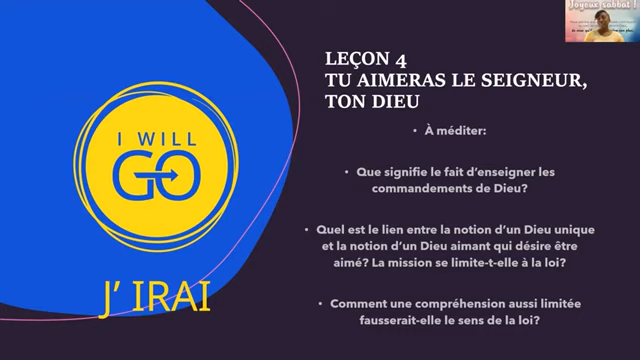 Joyeux sabbat !
LEÇON 4
TU AIMERAS LE SEIGNEUR,
TON DIEU
• À méditer:
• Que signifie le fait d'enseigner les
commandements de Dieu?
• Quel est le lien entre la notion d'un Dieu unique
et la notion d'un Dieu aimant qui désire être
aimé? La mission se limite-t-elle à la loi?
• Comment une compréhension aussi limitée
fausserait-elle le sens de la loi?
I WILL
GO
J' IRAI